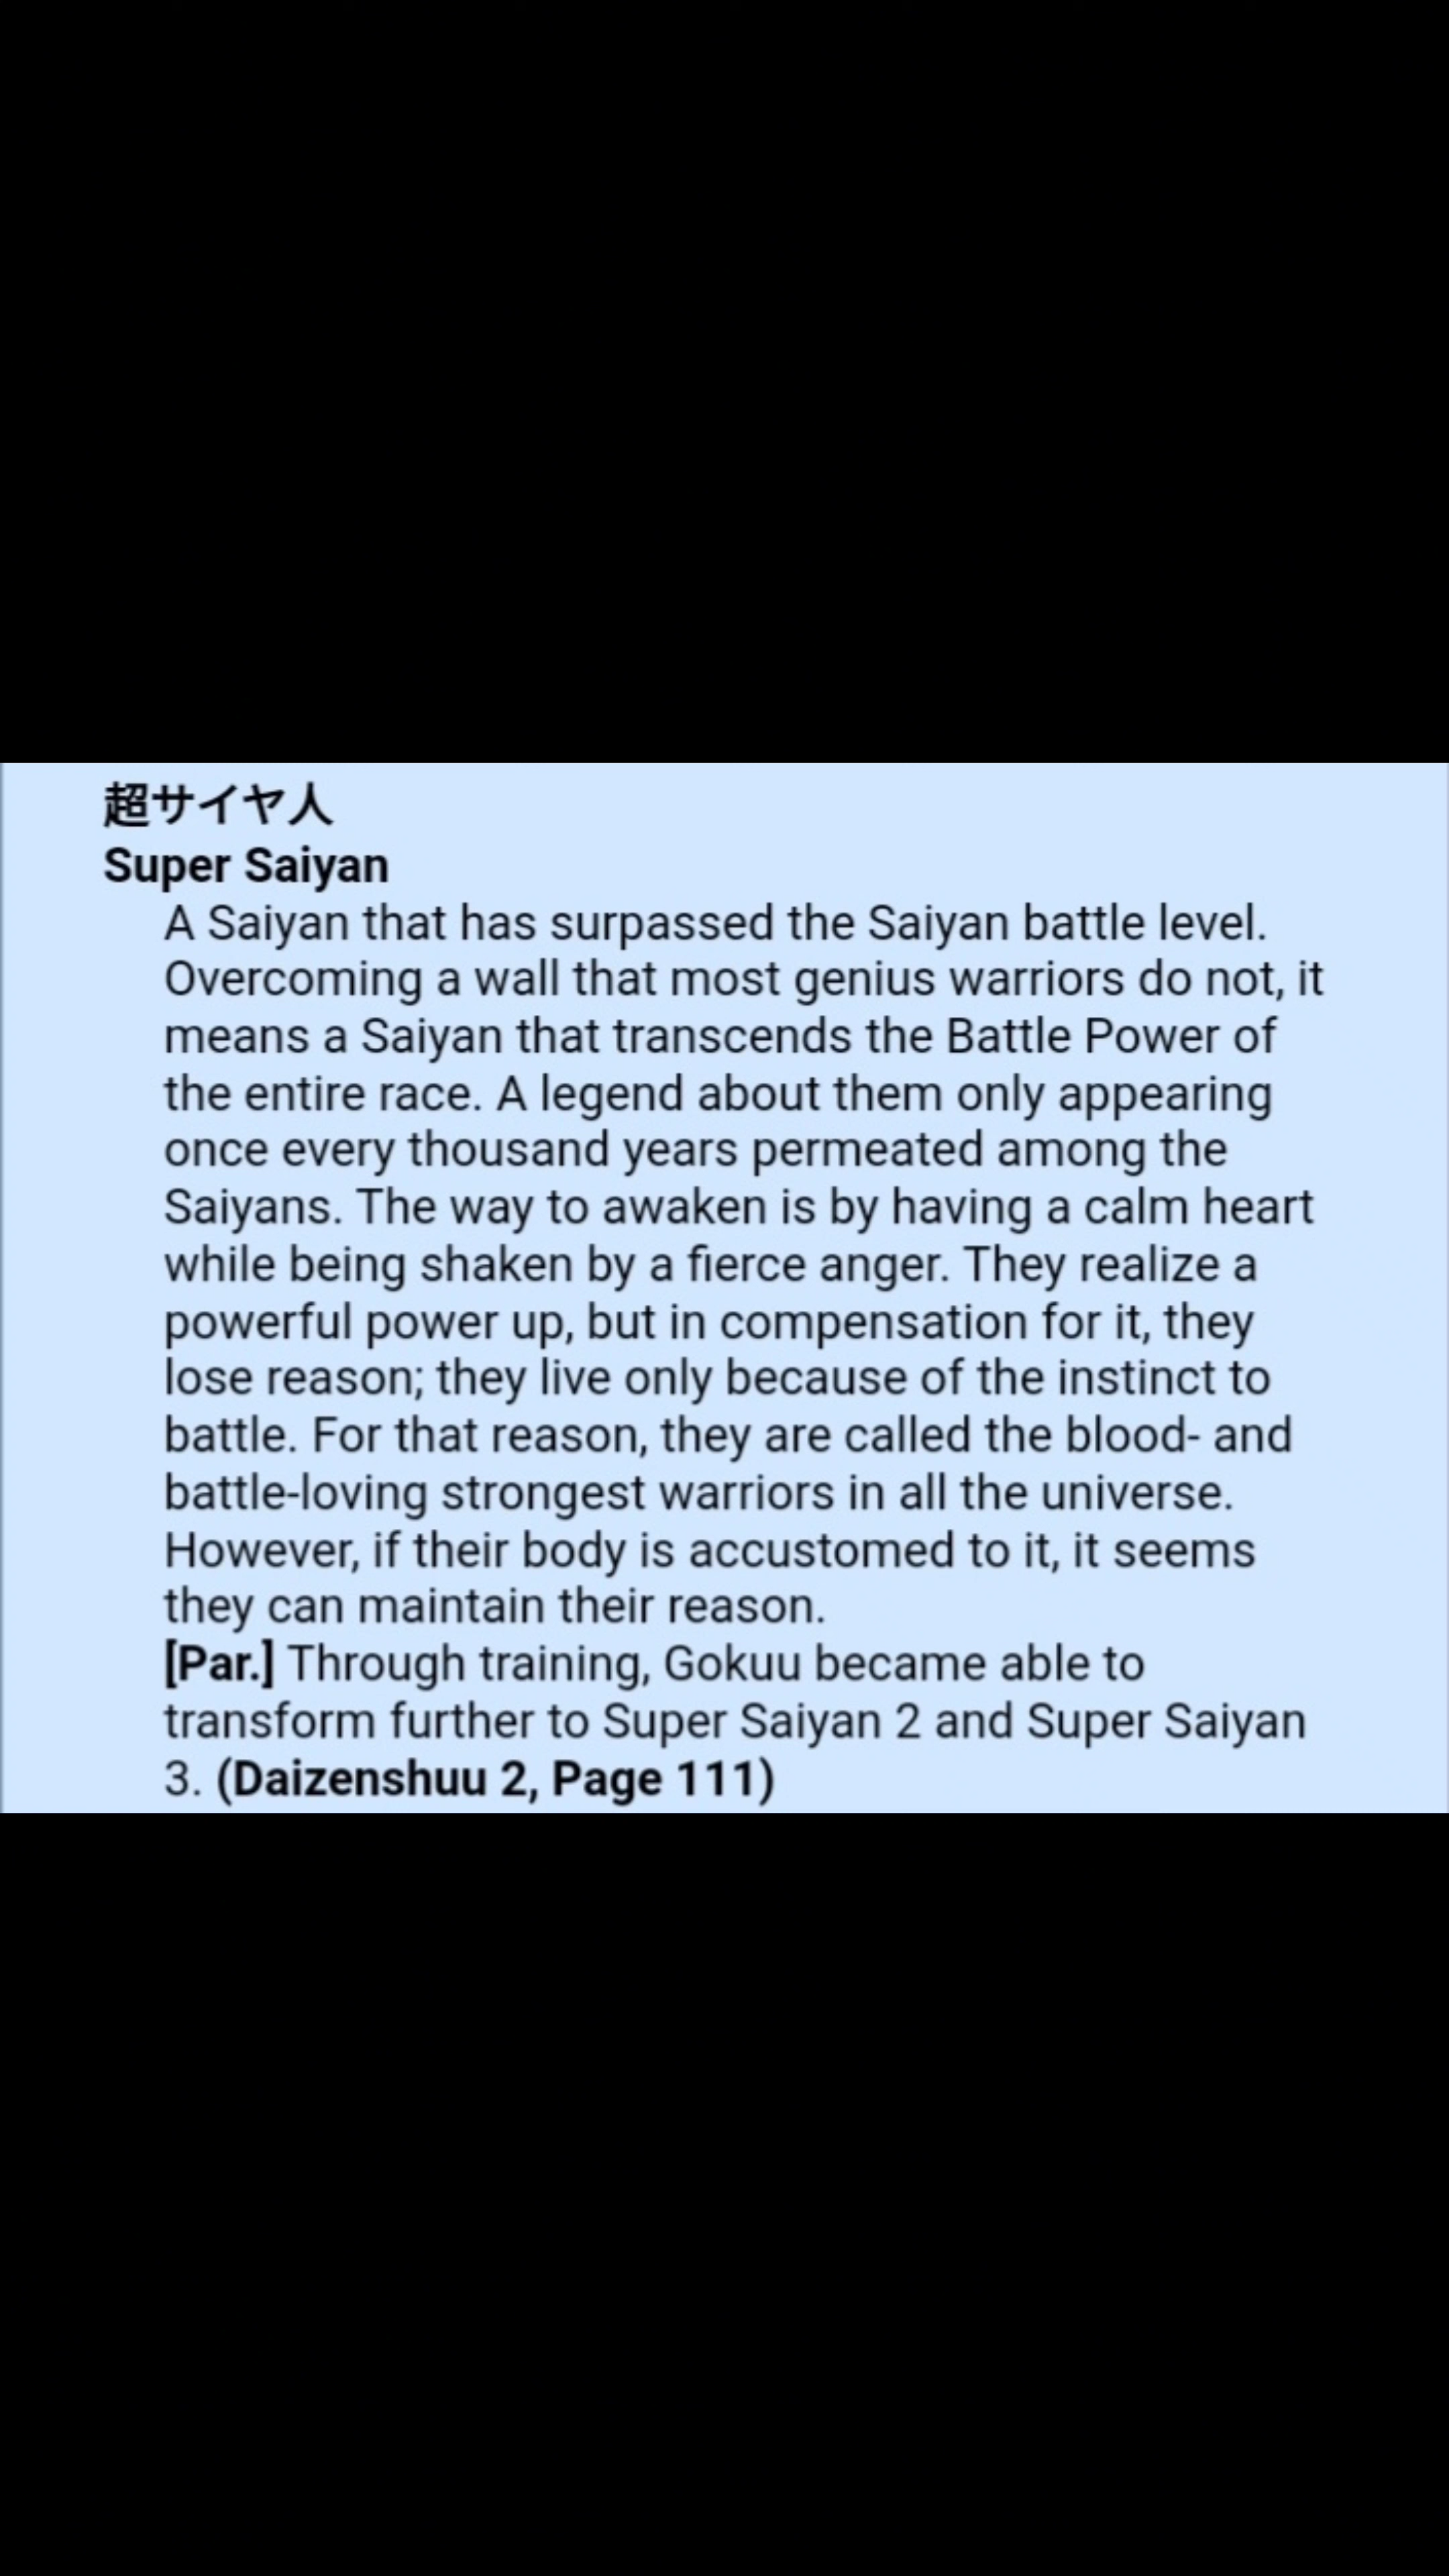 超サイヤ人
Super Saiyan
A Saiyan that has surpassed the Saiyan battle level.
Overcoming a wall that most genius warriors do not, it
means a Saiyan that transcends the Battle Power of
the entire race. A legend about them only appearing
once every thousand years permeated among the
Saiyans. The way to awaken is by having a calm heart
while being shaken by a fierce anger. They realize a
powerful power up, but in compensation for it, they
lose reason; they live only because of the instinct to
battle. For that reason, they are called the blood- and
battle-loving strongest warriors in all the universe.
However, if their body is accustomed to it, it seems
they can maintain their reason.
[Par.] Through training, Gokuu became able to
transform further to Super Saiyan 2 and Super Saiyan
3. (Daizenshuu 2, Page 111)